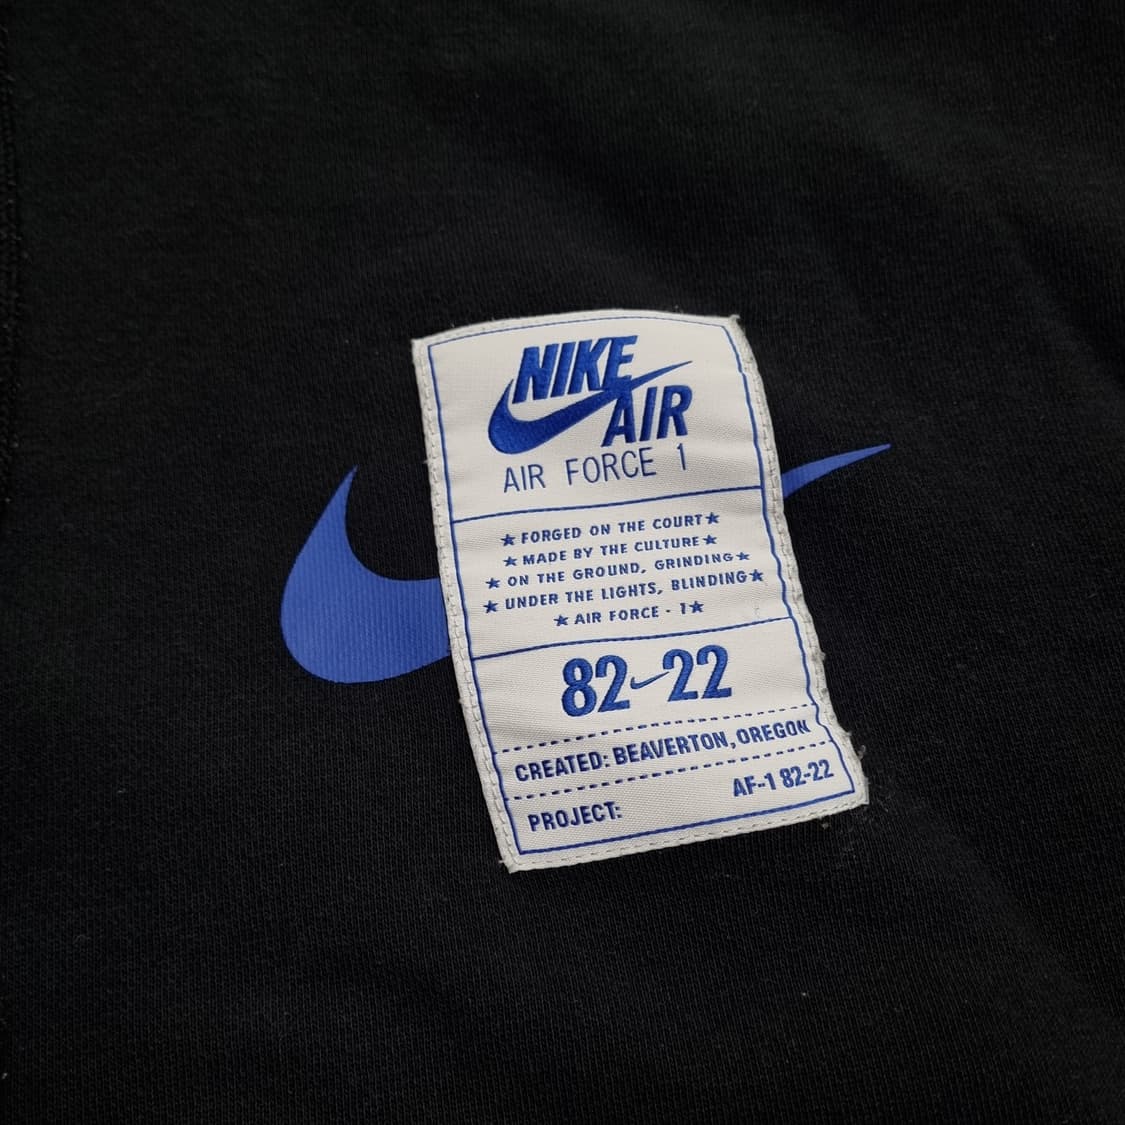 NIKE
AIR
AIR FORCE 1
★ FORGED ON THE COURT ★
★ MADE BY THE CULTURE ★
★ ON THE GROUND, GRINDING ★
★ UNDER THE LIGHTS, BLINDING ★
★ AIR FORCE - 1 ★
82-22
CREATED: BEAVERTON, OREGON
PROJECT: AF-1 82-22